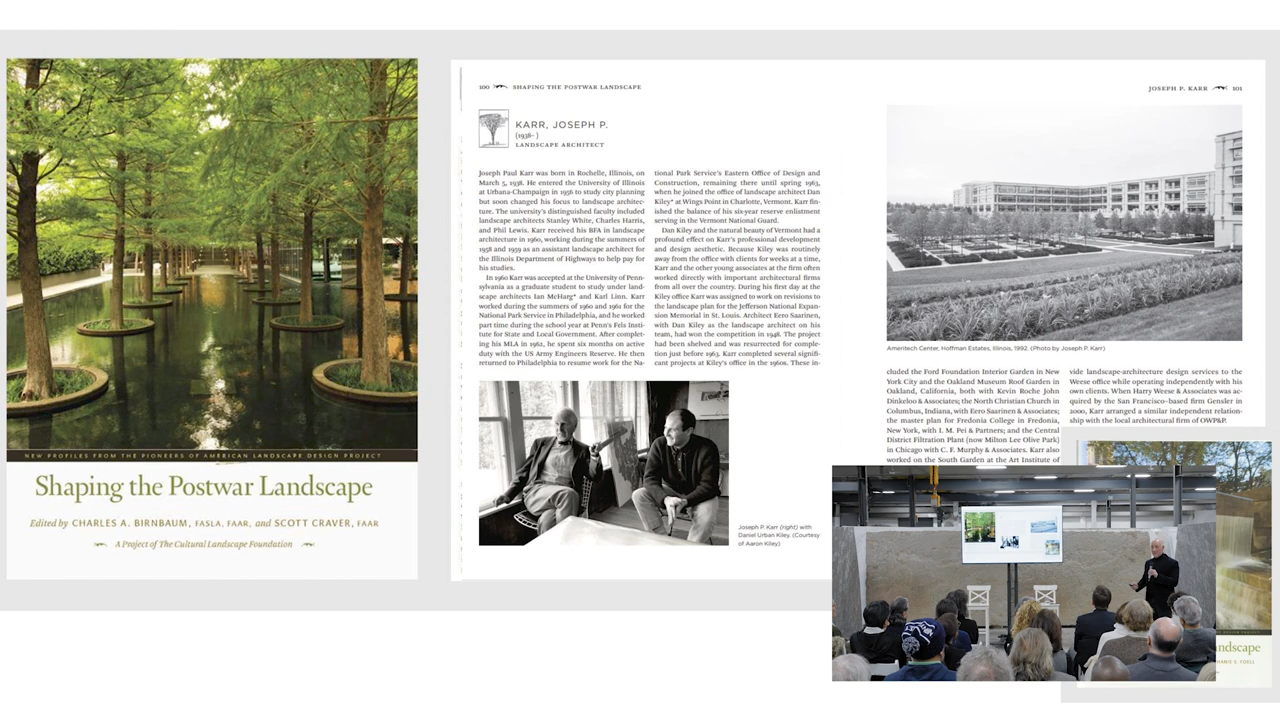 NEW PROFILES FROM THE PIONEERS OF AMERICAN LANDSCAPE DESIGN PROJECT
Shaping the Postwar Landscape
Edited by CHARLES A. BIRNBAUM, FASLA, FAAR, and SCOTT CRAVER, FAAR
A Project of The Cultural Landscape Foundation
100 SHAPING THE POSTWAR LANDSCAPE
KARR, JOSEPH P.
(1938– )
LANDSCAPE ARCHITECT
Joseph Paul Karr was born in Rochelle, Illinois, on
March 5, 1938. He entered the University of Illinois
at Urbana-Champaign in 1956 to study city planning
but soon changed his focus to landscape architec-
ture. The university's distinguished faculty included
landscape architects Stanley White, Charles Harris,
and Phil Lewis. Karr received his BFA in landscape
architecture in 1960, working during the summers of
1958 and 1959 as an assistant landscape architect for
the Illinois Department of Highways to help pay for
his studies.
In 1960 Karr was accepted at the University of Penn-
sylvania as a graduate student to study under land-
scape architects Ian McHarg* and Karl Linn. Karr
worked during the summers of 1960 and 1961 for the
National Park Service in Philadelphia, and he worked
part time during the school year at Penn's Fels Insti-
tute for State and Local Government. After complet-
ing his MLA in 1962, he spent six months on active
duty with the US Army Engineers Reserve. He then
returned to Philadelphia to resume work for the Na-
tional Park Service's Eastern Office of Design and
Construction, remaining there until spring 1963,
when he joined the office of landscape architect Dan
Kiley* at Wings Point in Charlotte, Vermont. Karr fin-
ished the balance of his six-year reserve enlistment
serving in the Vermont National Guard.
Dan Kiley and the natural beauty of Vermont had a
profound effect on Karr's professional development
and design aesthetic. Because Kiley was routinely
away from the office with clients for weeks at a time,
Karr and the other young associates at the firm often
worked directly with important architectural firms
from all over the country. During his first day at the
Kiley office Karr was assigned to work on revisions to
the landscape plan for the Jefferson National Expan-
sion Memorial in St. Louis. Architect Eero Saarinen,
with Dan Kiley as the landscape architect on his
team, had won the competition in 1948. The project
had been shelved and was resurrected for comple-
tion just before 1963. Karr completed several signifi-
cant projects at Kiley's office in the 1960s. These in-
Joseph P. Karr (right) with
Daniel Urban Kiley. (Courtesy
of Aaron Kiley)
JOSEPH P. KARR 101
Ameritech Center, Hoffman Estates, Illinois, 1992. (Photo by Joseph P. Karr)
cluded the Ford Foundation Interior Garden in New
York City and the Oakland Museum Roof Garden in
Oakland, California, both with Kevin Roche John
Dinkeloo & Associates; the North Christian Church in
Columbus, Indiana, with Eero Saarinen & Associates;
the master plan for Fredonia College in Fredonia,
New York, with I. M. Pei & Partners; and the Central
District Filtration Plant (now Milton Lee Olive Park)
in Chicago with C. F. Murphy & Associates. Karr also
worked on the South Garden at the Art Institute of
vide landscape-architecture design services to the
Weese office while operating independently with his
own clients. When Harry Weese & Associates was ac-
quired by the San Francisco–based firm Gensler in
2000, Karr arranged a similar independent relation-
ship with the local architectural firm of OWP&P.
ndscape
HANIE S. FOELL